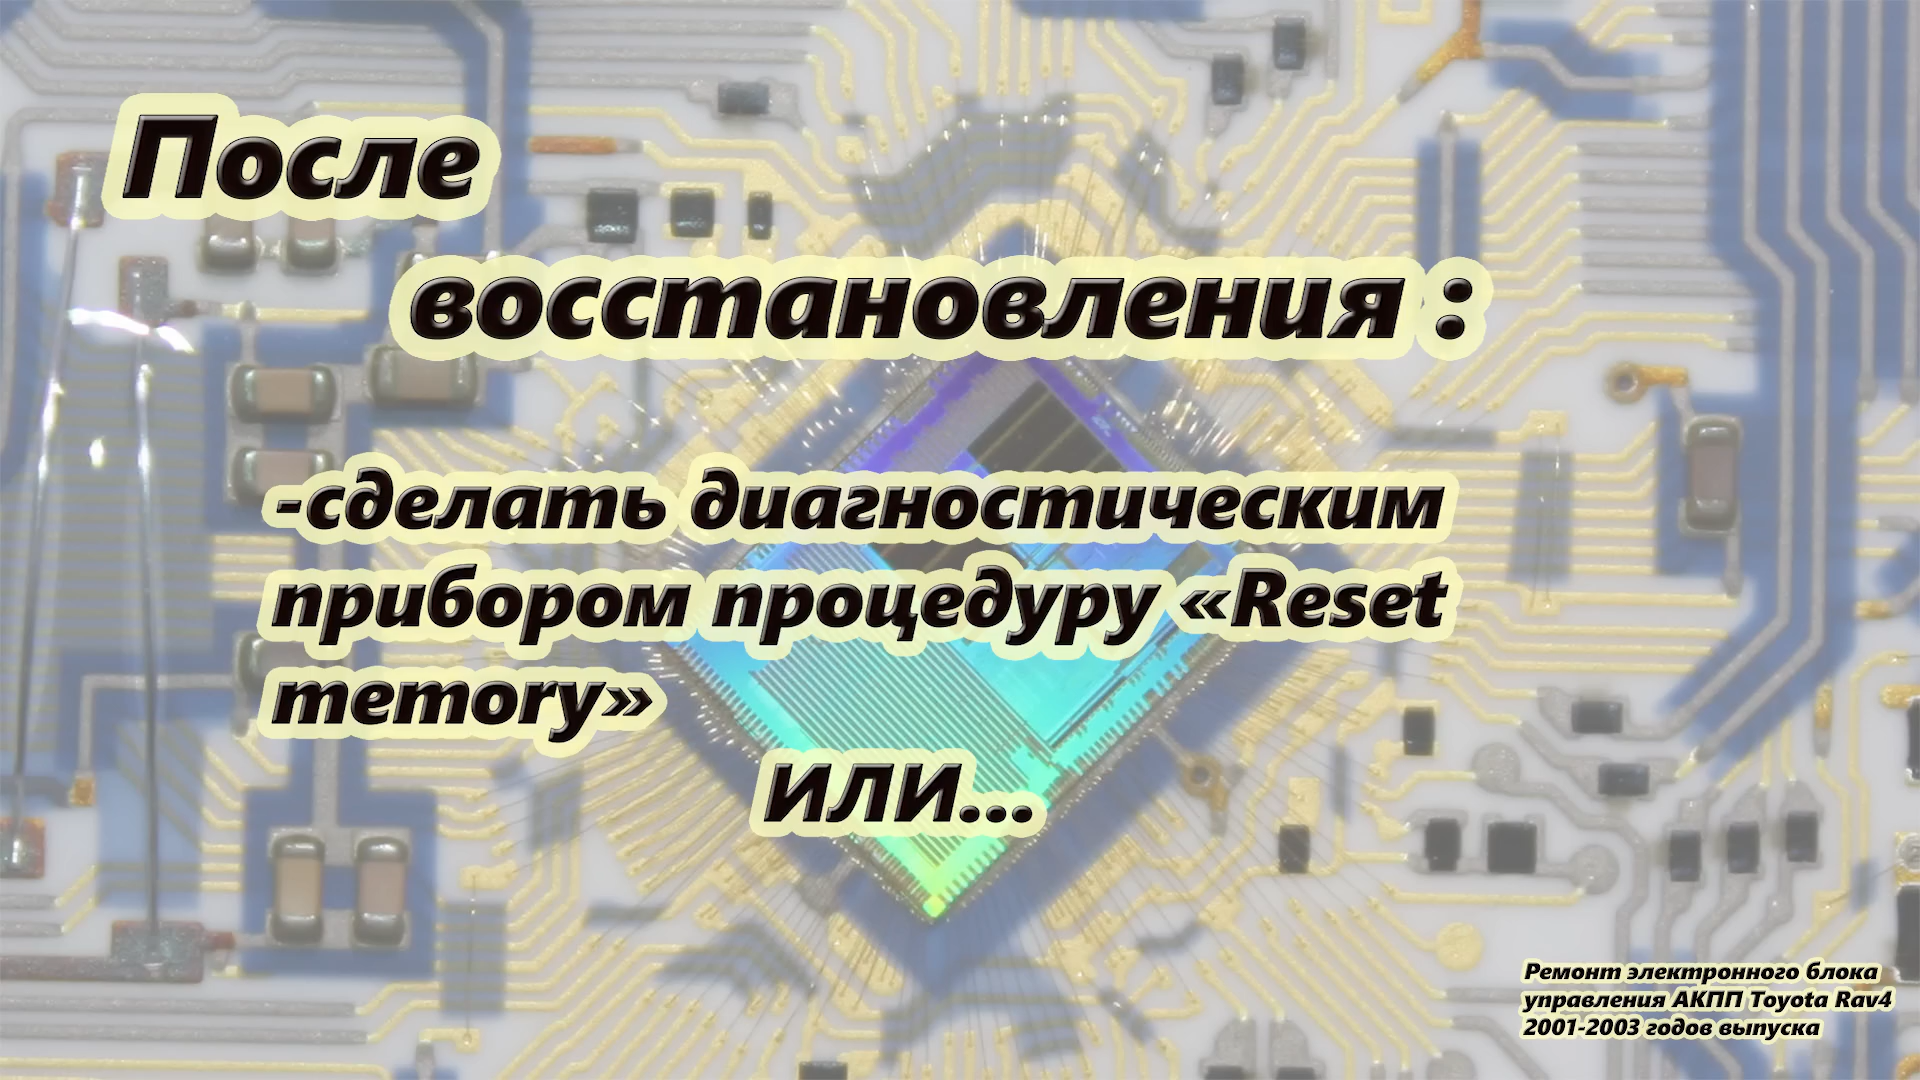 После
восстановления :
-сделать диагностическим
прибором процедуру «Reset
memory»
ИЛИ...
Ремонт электронного блока
управления АКПП Toyota Rav4
2001-2003 годов выпуска